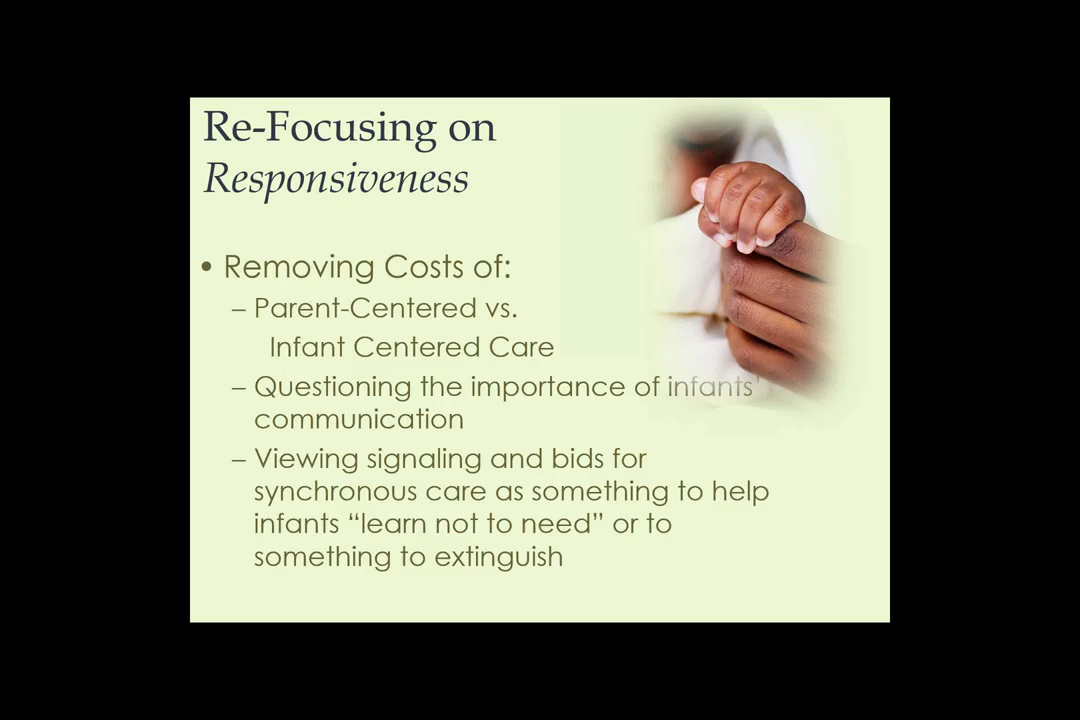 Re-Focusing on
Responsiveness
• Removing Costs of:
– Parent-Centered vs.
Infant Centered Care
– Questioning the importance of infants’
communication
– Viewing signaling and bids for
synchronous care as something to help
infants “learn not to need” or to
something to extinguish